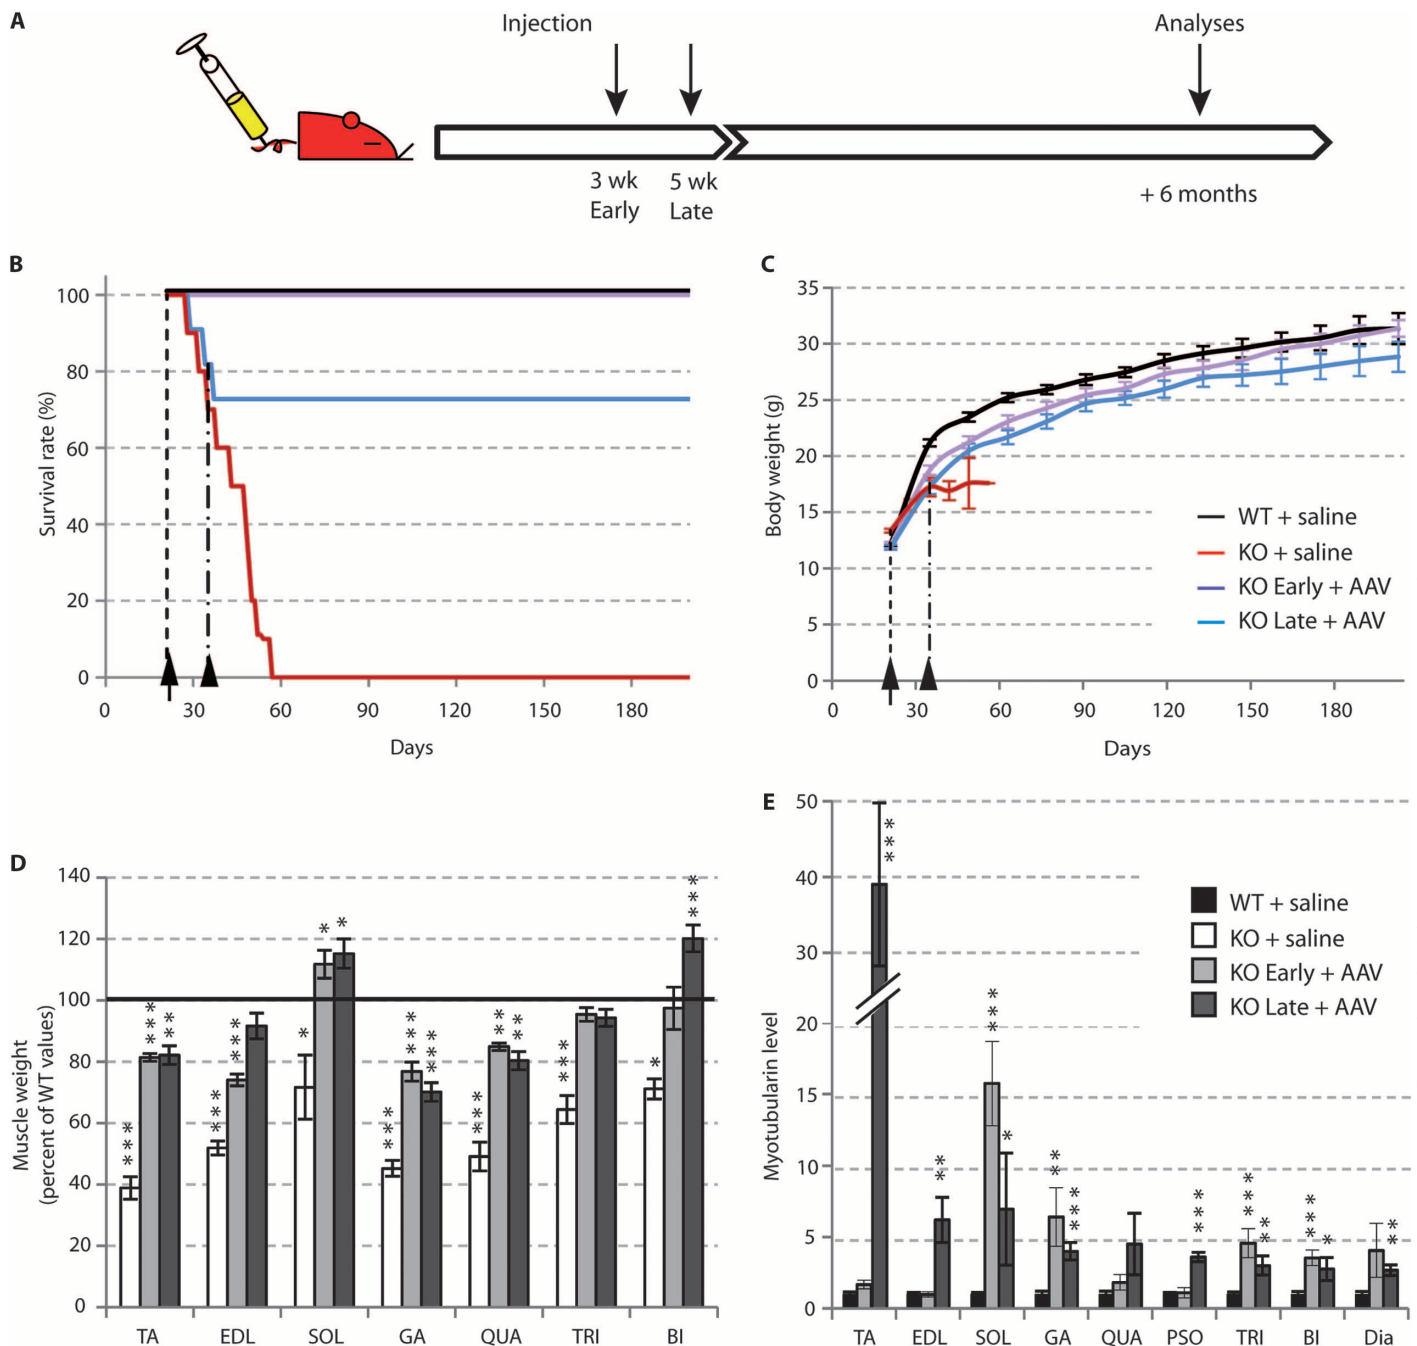 A
Injection
Analyses
3 wk
Early
5 wk
Late
+ 6 months
B
Survival rate (%)
100
80
60
40
20
0
0 30 60 90 120 150 180
Days
C
Body weight (g)
35
30
25
20
15
10
5
0
WT + saline
KO + saline
KO Early + AAV
KO Late + AAV
0 30 60 90 120 150 180
Days
D
Muscle weight
(percent of WT values)
140
120
100
80
60
40
20
0
*** *** ** *** *** * * * *** *** *** *** ** ** *** * ***
TA EDL SOL GA QUA TRI BI
E
Myotubularin level
50
40
30
20
15
10
5
0
*** ** *** * ** *** *** *** ** *** * **
WT + saline
KO + saline
KO Early + AAV
KO Late + AAV
TA EDL SOL GA QUA PSO TRI BI Dia